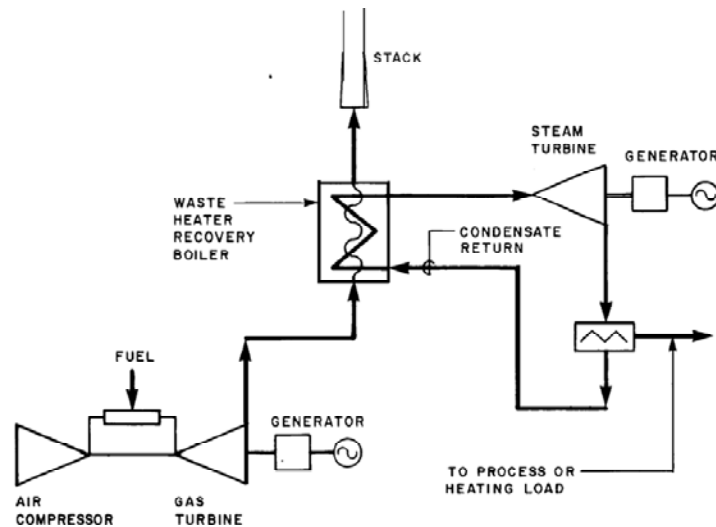 STACK
STEAM
TURBINE
GENERATOR
WASTE
HEATER
RECOVERY
BOILER
CONDENSATE
RETURN
FUEL
GENERATOR
TO PROCESS OR
HEATING LOAD
AIR
COMPRESSOR
GAS
TURBINE